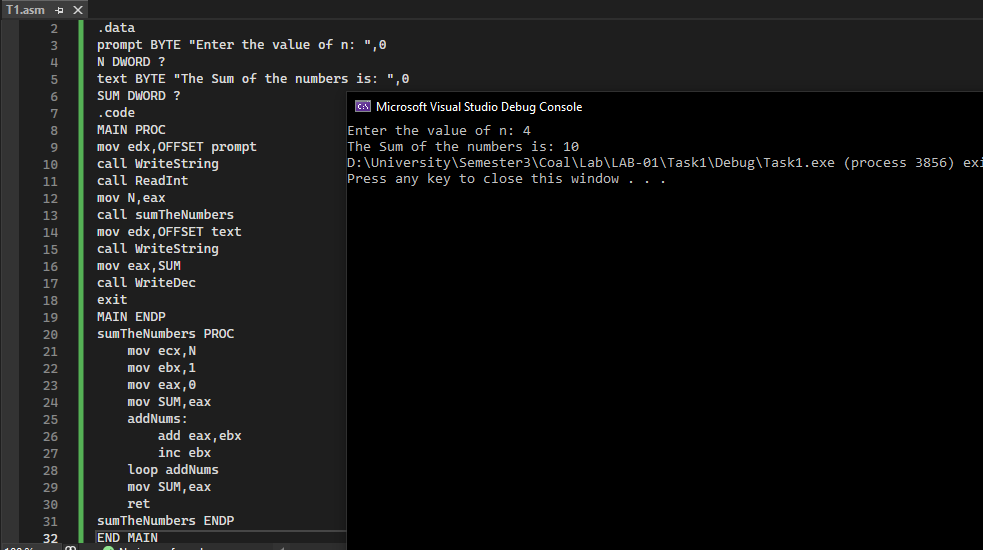 T1.asm
2 .data
3 prompt BYTE "Enter the value of n: ",0
4 N DWORD ?
5 text BYTE "The Sum of the numbers is: ",0
6 SUM DWORD ?
7 .code
8 MAIN PROC
9 mov edx,OFFSET prompt
10 call WriteString
11 call ReadInt
12 mov N,eax
13 call sumTheNumbers
14 mov edx,OFFSET text
15 call WriteString
16 mov eax,SUM
17 call WriteDec
18 exit
19 MAIN ENDP
20 sumTheNumbers PROC
21 mov ecx,N
22 mov ebx,1
23 mov eax,0
24 mov SUM,eax
25 addNums:
26 add eax,ebx
27 inc ebx
28 loop addNums
29 mov SUM,eax
30 ret
31 sumTheNumbers ENDP
32 END MAIN
Microsoft Visual Studio Debug Console
Enter the value of n: 4
The Sum of the numbers is: 10
D:\University\Semester3\Coal\Lab\LAB-01\Task1\Debug\Task1.exe (process 3856) exi
Press any key to close this window . . .